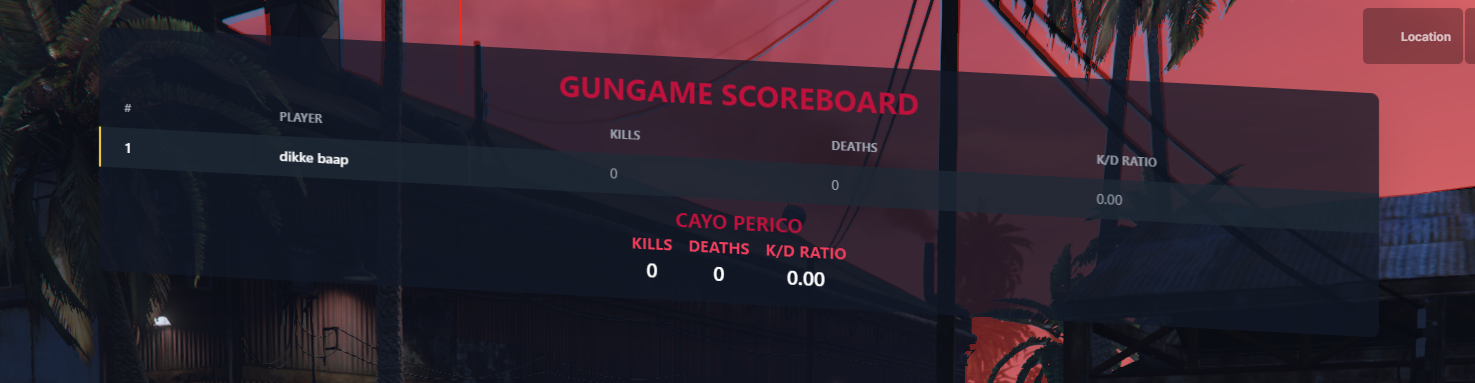 Location
GUNGAME SCOREBOARD
# PLAYER KILLS DEATHS K/D RATIO
1 dikke baap 0 0 0.00
CAYO PERICO
KILLS DEATHS K/D RATIO
0 0 0.00